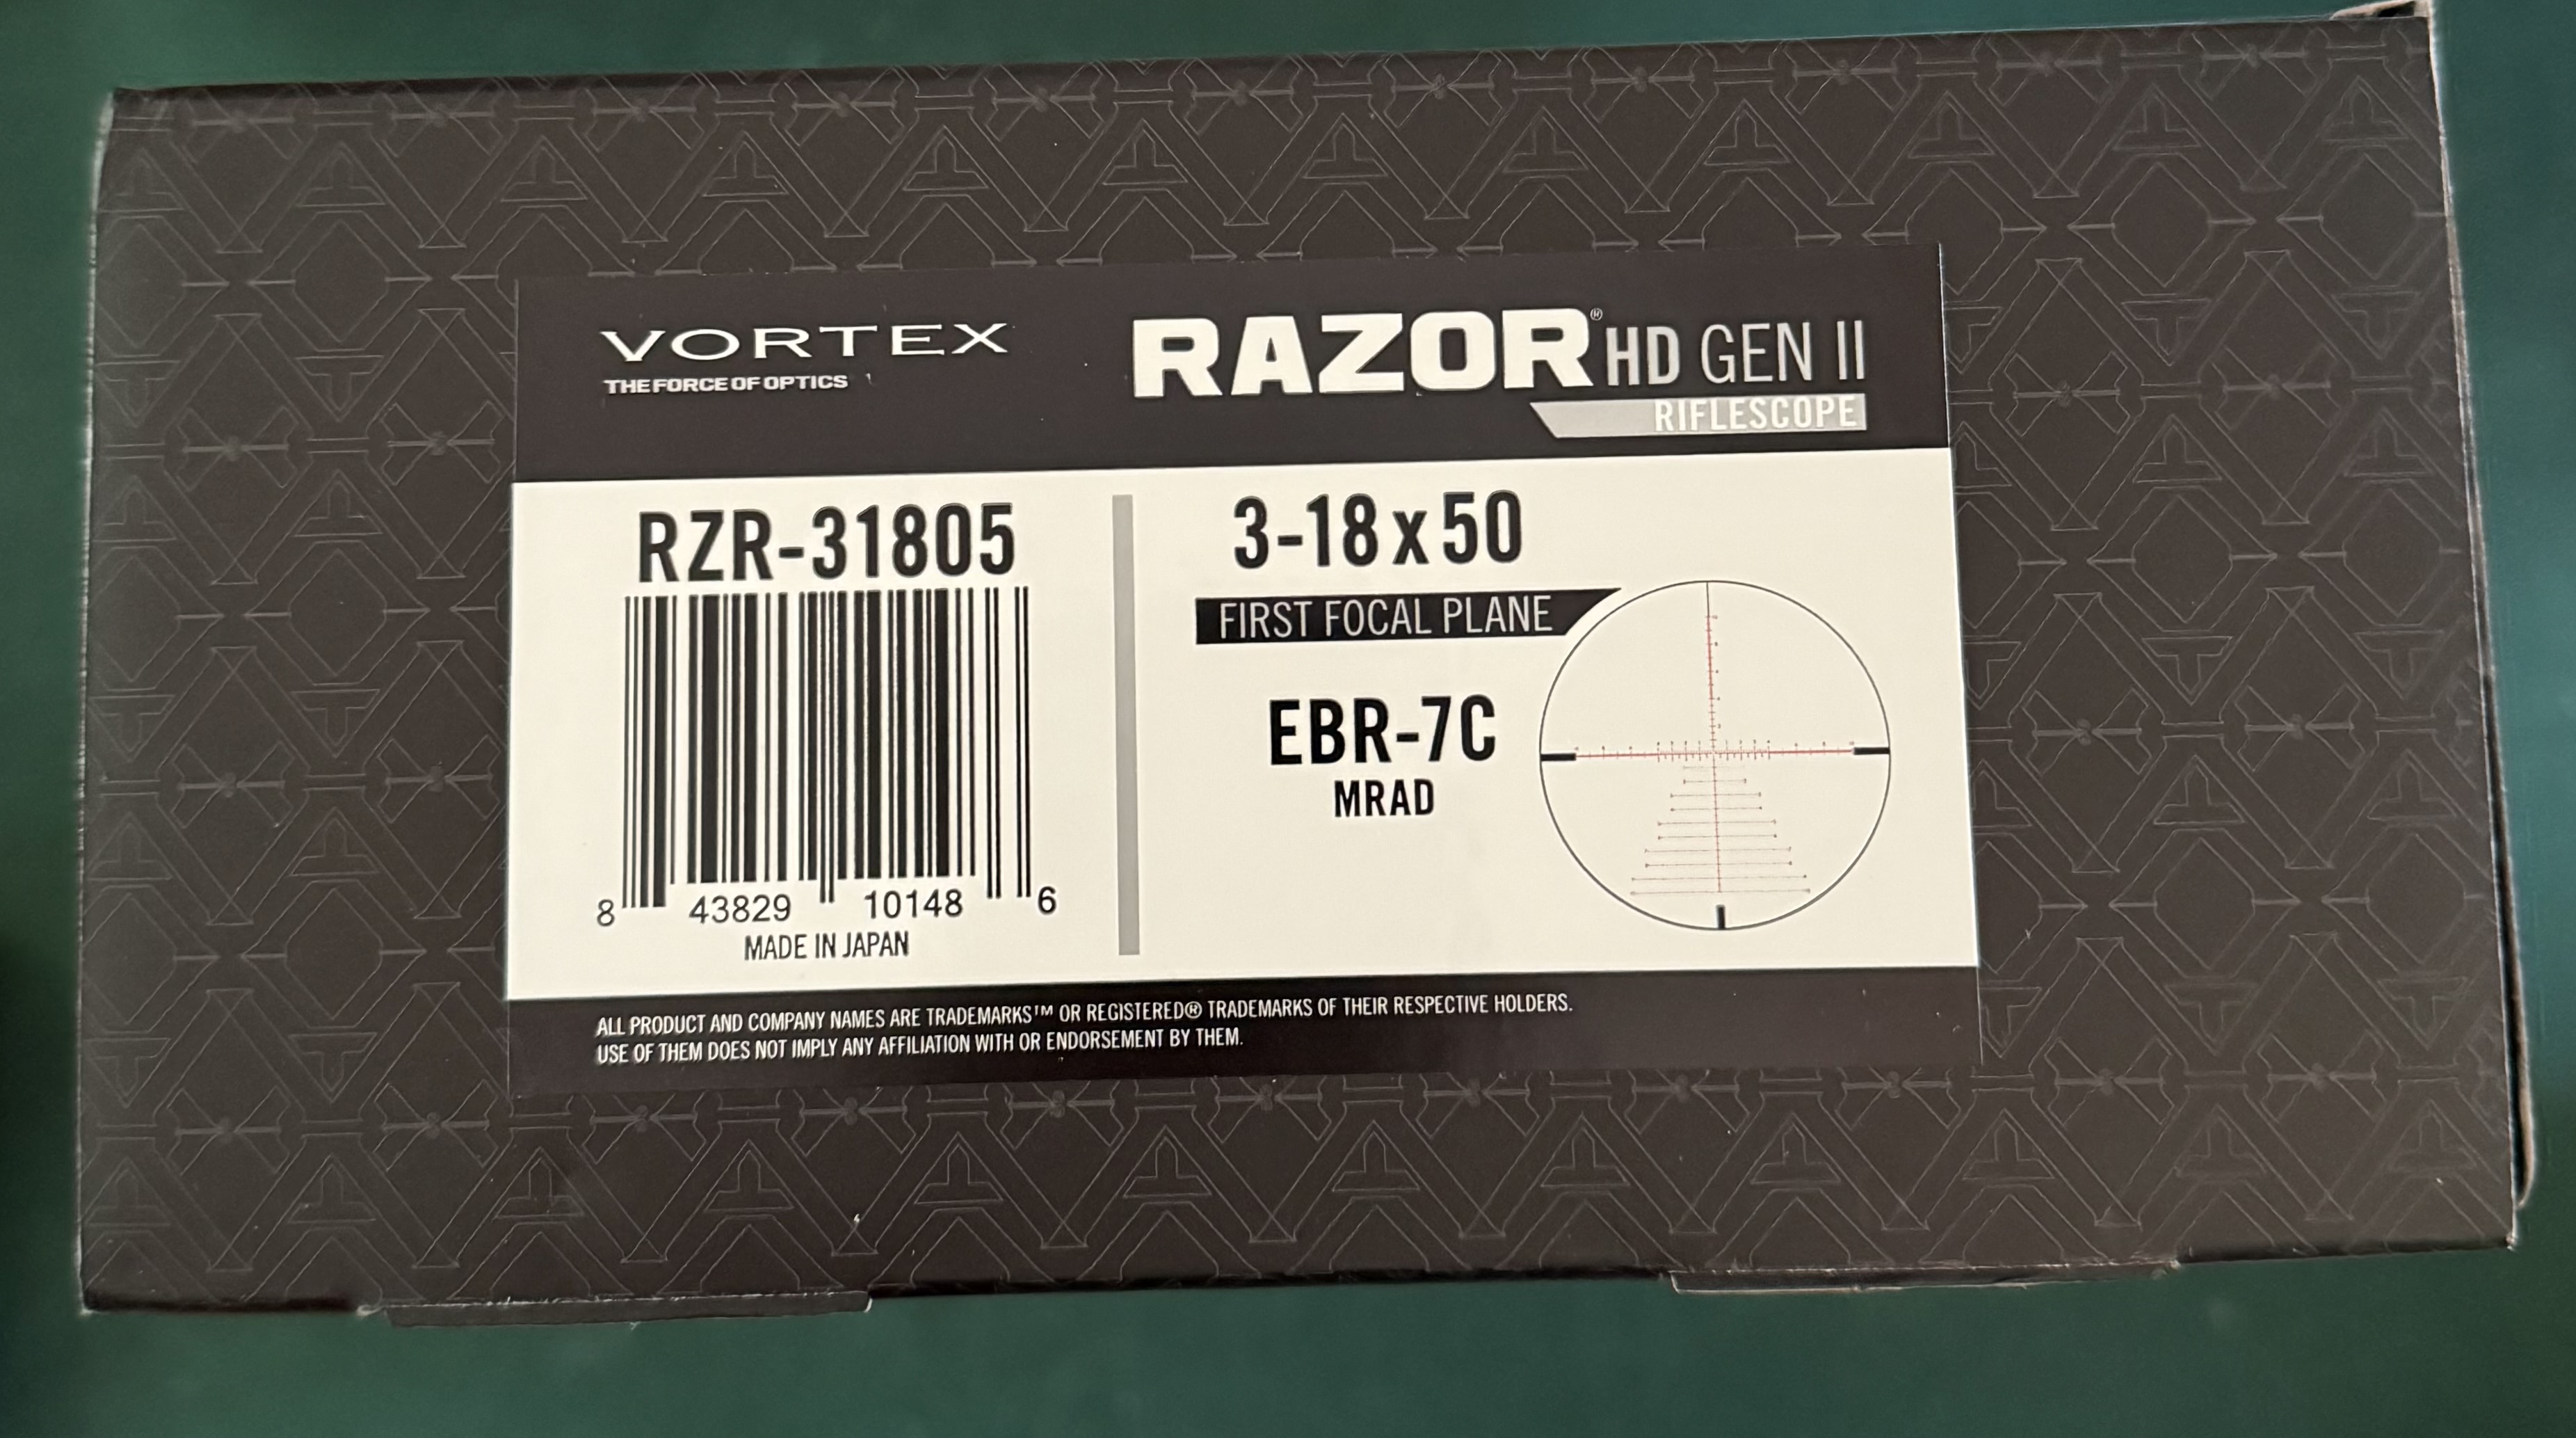 VORTEX
THE FORCE OF OPTICS
RAZOR® HD GEN II
RIFLESCOPE
RZR-31805
8 43829 10148 6
MADE IN JAPAN
3-18x50
FIRST FOCAL PLANE
EBR-7C
MRAD
ALL PRODUCT AND COMPANY NAMES ARE TRADEMARKS™ OR REGISTERED® TRADEMARKS OF THEIR RESPECTIVE HOLDERS.
USE OF THEM DOES NOT IMPLY ANY AFFILIATION WITH OR ENDORSEMENT BY THEM.